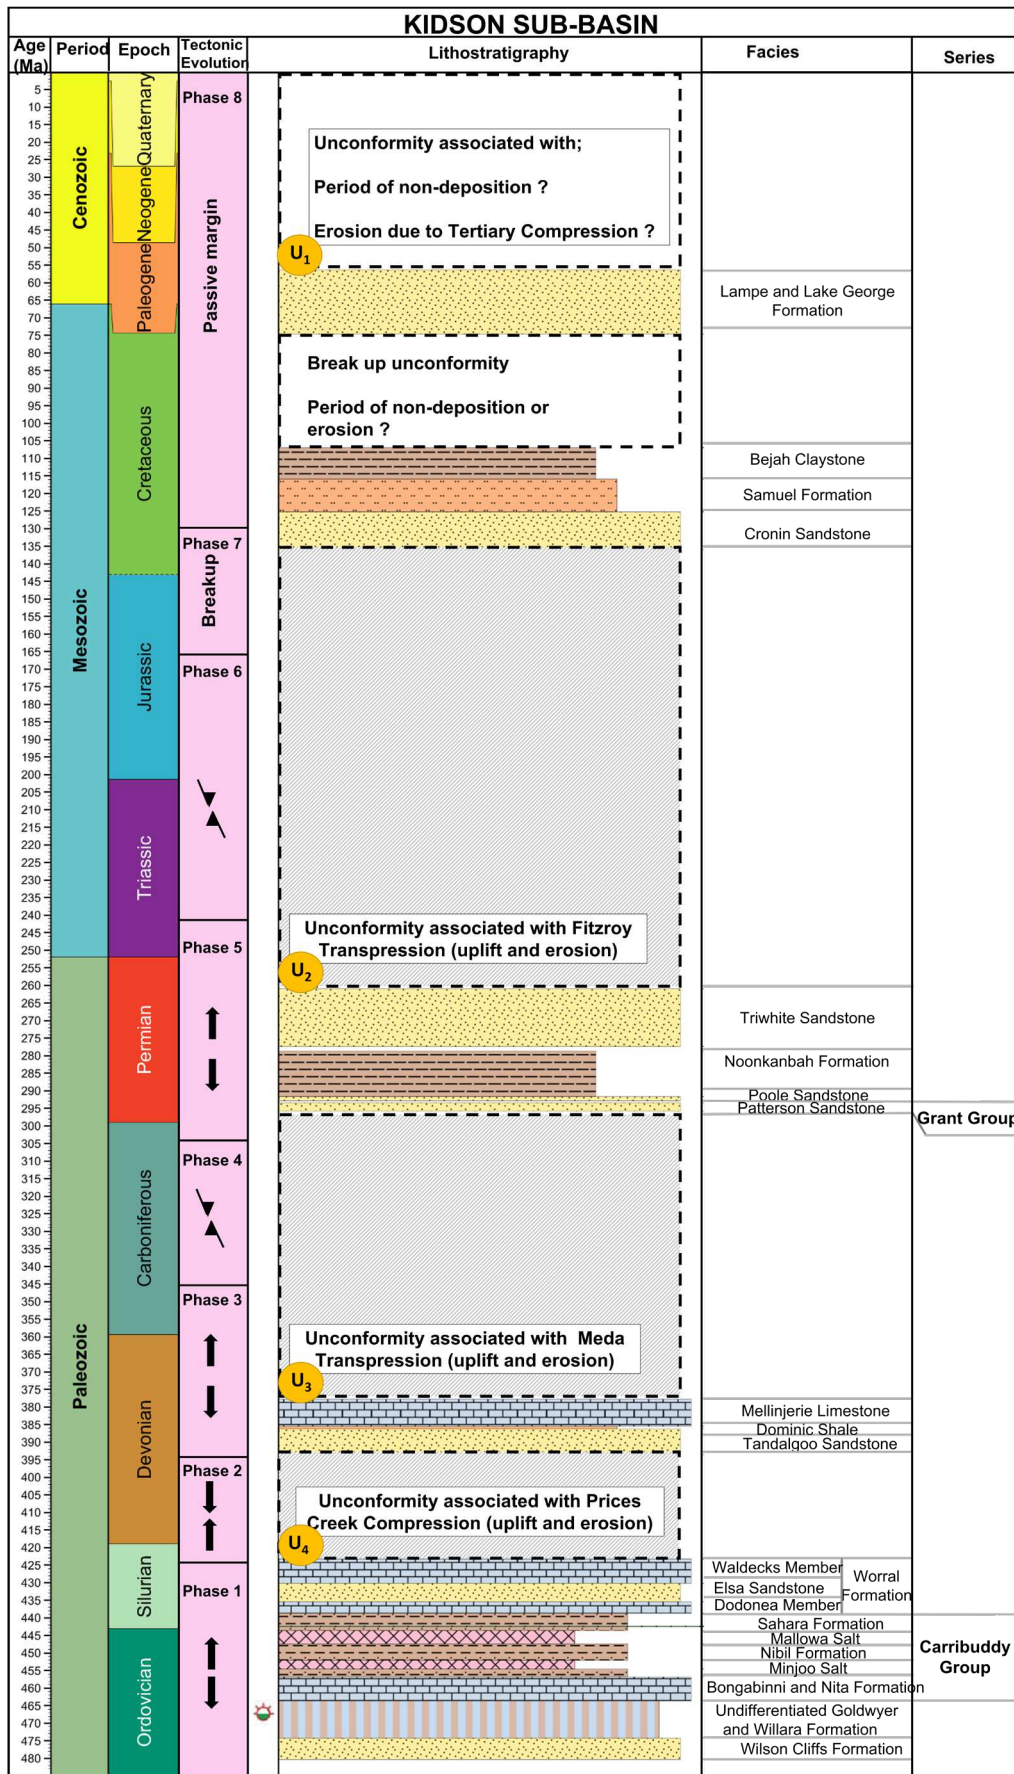 KIDSON SUB-BASIN
Age
(Ma)
Period
Epoch
Tectonic
Evolution
Lithostratigraphy
Facies
Series
5
10
15
20
25
30
35
40
45
50
55
60
65
70
75
80
85
90
95
100
105
110
115
120
125
130
135
140
145
150
155
160
165
170
175
180
185
190
195
200
205
210
215
220
225
230
235
240
245
250
255
260
265
270
275
280
285
290
295
300
305
310
315
320
325
330
335
340
345
350
355
360
365
370
375
380
385
390
395
400
405
410
415
420
425
430
435
440
445
450
455
460
465
470
475
480
Cenozoic
Mesozoic
Paleozoic
Quaternary
Neogene
Paleogene
Cretaceous
Jurassic
Triassic
Permian
Carboniferous
Devonian
Silurian
Ordovician
Phase 8
Passive margin
Phase 7
Breakup
Phase 6
Phase 5
Phase 4
Phase 3
Phase 2
Phase 1
Unconformity associated with;
Period of non-deposition ?
Erosion due to Tertiary Compression ?
U1
Break up unconformity
Period of non-deposition or
erosion ?
Unconformity associated with Fitzroy
Transpression (uplift and erosion)
U2
Unconformity associated with Meda
Transpression (uplift and erosion)
U3
Unconformity associated with Prices
Creek Compression (uplift and erosion)
U4
Lampe and Lake George
Formation
Bejah Claystone
Samuel Formation
Cronin Sandstone
Triwhite Sandstone
Noonkanbah Formation
Poole Sandstone
Patterson Sandstone
Grant Group
Mellinjerie Limestone
Dominic Shale
Tandalgoo Sandstone
Waldecks Member
Elsa Sandstone
Dodonea Member
Worral
Formation
Sahara Formation
Mallowa Salt
Nibil Formation
Minjoo Salt
Bongabinni and Nita Formation
Carribuddy
Group
Undifferentiated Goldwyer
and Willara Formation
Wilson Cliffs Formation